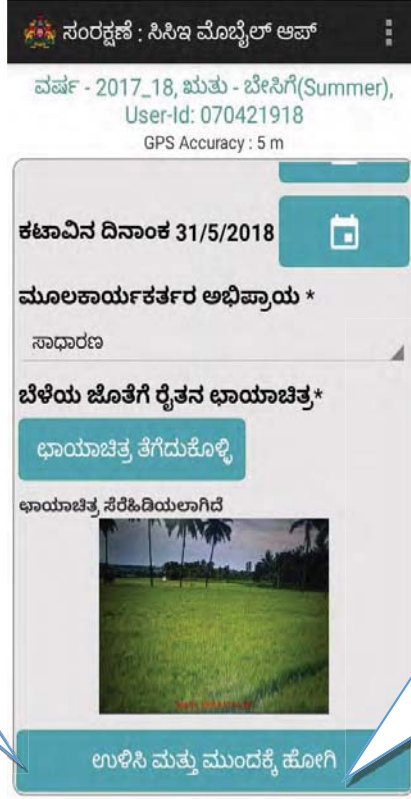 ಸಂರಕ್ಷಣೆ : ಸಿಸಿಇ ಮೊಬೈಲ್ ಆಪ್
ವರ್ಷ - 2017_18, ಋತು - ಬೇಸಿಗೆ(Summer),
User-Id: 070421918
GPS Accuracy : 5 m
ಕಟಾವಿನ ದಿನಾಂಕ 31/5/2018
ಮೂಲಕಾರ್ಯಕರ್ತರ ಅಭಿಪ್ರಾಯ *
ಸಾಧಾರಣ
ಬೆಳೆಯ ಜೊತೆಗೆ ರೈತನ ಛಾಯಾಚಿತ್ರ*
ಛಾಯಾಚಿತ್ರ ತೆಗೆದುಕೊಳ್ಳಿ
ಛಾಯಾಚಿತ್ರ ಸೆರೆಹಿಡಿಯಲಾಗಿದೆ
ಉಳಿಸಿ ಮತ್ತು ಮುಂದಕ್ಕೆ ಹೋಗಿ